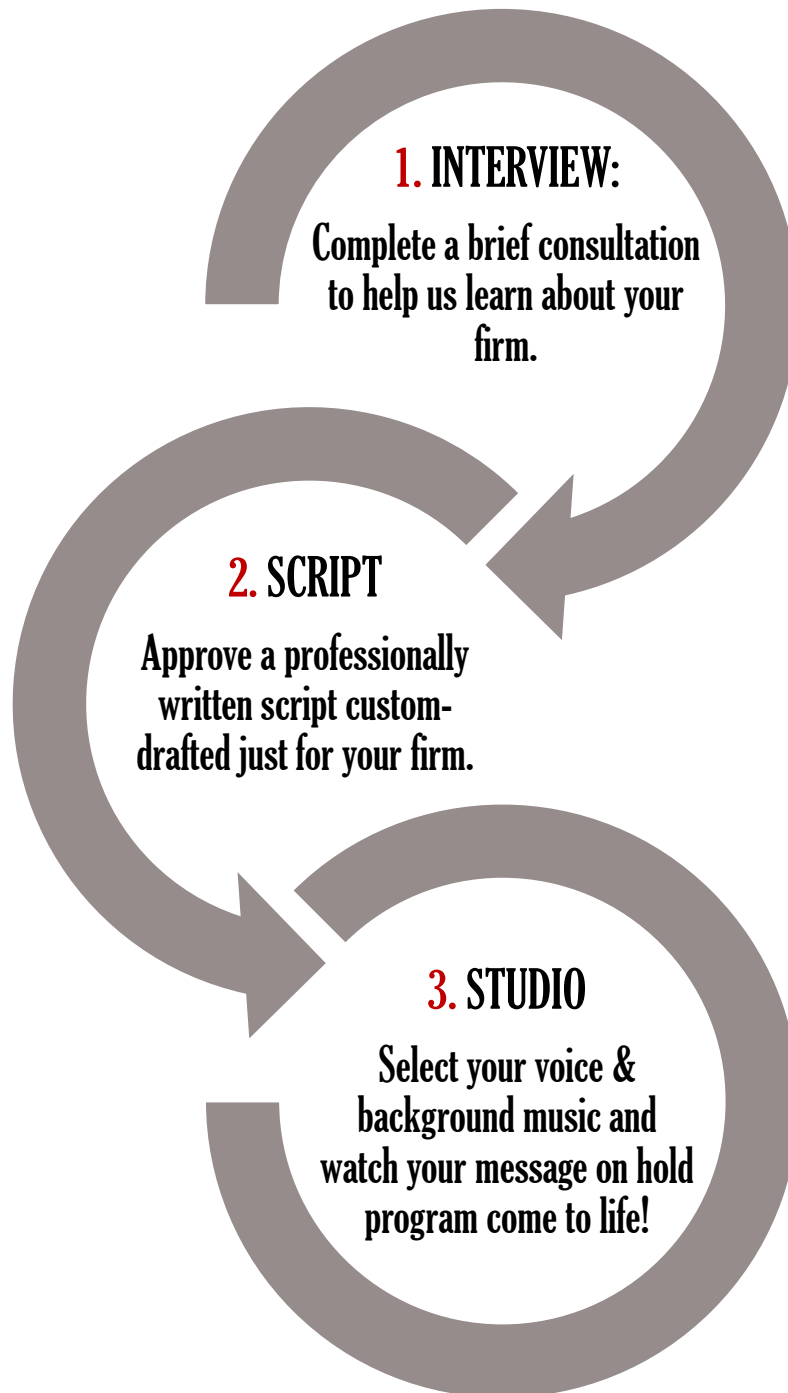 1. INTERVIEW:
Complete a brief consultation
to help us learn about your
firm.
2. SCRIPT
Approve a professionally
written script custom-
drafted just for your firm.
3. STUDIO
Select your voice &
background music and
watch your message on hold
program come to life!